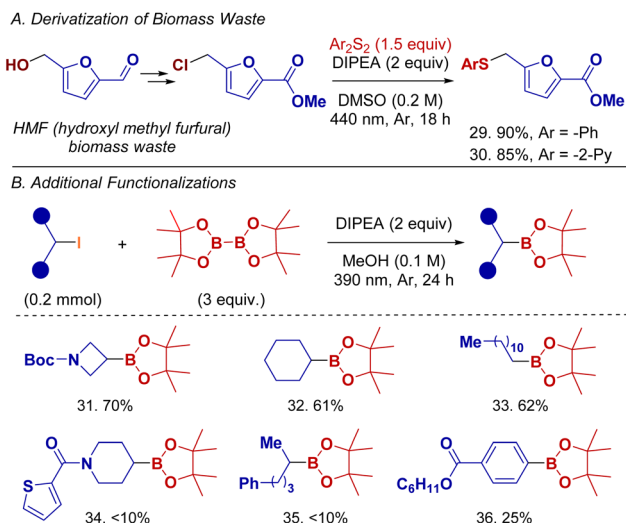 A. Derivatization of Biomass Waste
HO
O
O
Cl
O
O
OMe
Ar2S2 (1.5 equiv)
DIPEA (2 equiv)
DMSO (0.2 M)
440 nm, Ar, 18 h
ArS
O
O
OMe
HMF (hydroxyl methyl furfural)
biomass waste
29. 90%, Ar = -Ph
30. 85%, Ar = -2-Py
B. Additional Functionalizations
I
(0.2 mmol)
+
O
O
B
B
O
O
(3 equiv.)
DIPEA (2 equiv)
MeOH (0.1 M)
390 nm, Ar, 24 h
B
O
O
Boc
N
B
O
O
31. 70%
B
O
O
32. 61%
Me
10
B
O
O
33. 62%
S
O
N
B
O
O
34. <10%
Me
Ph
3
B
O
O
35. <10%
O
C6H11O
B
O
O
36. 25%